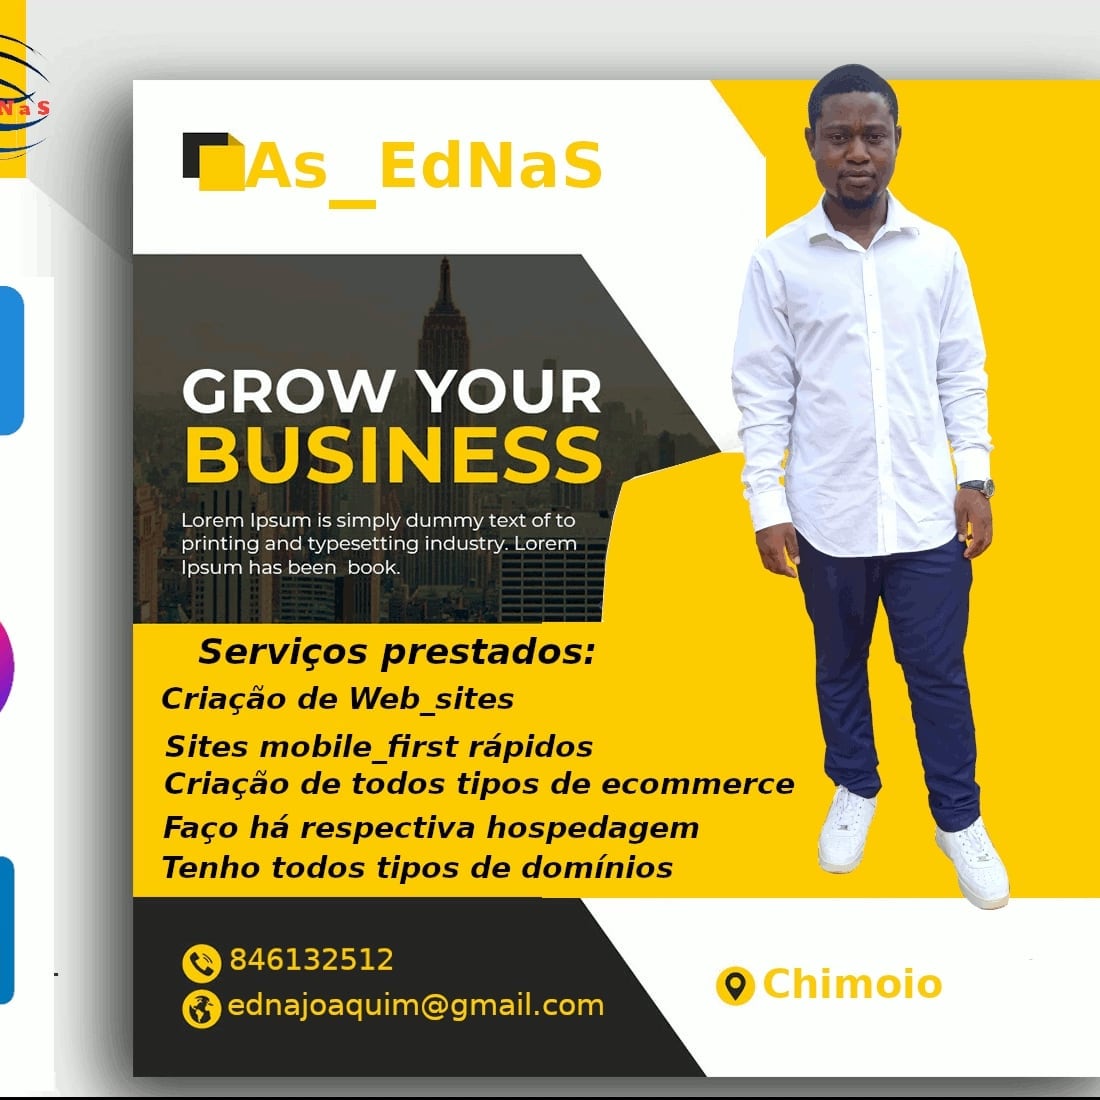 NaS
As_EdNaS
GROW YOUR
BUSINESS
Lorem Ipsum is simply dummy text of to
printing and typesetting industry. Lorem
Ipsum has been book.
Serviços prestados:
Criação de Web_sites
Sites mobile_first rápidos
Criação de todos tipos de ecommerce
Faço há respectiva hospedagem
Tenho todos tipos de domínios
846132512
ednajoaquim@gmail.com
Chimoio